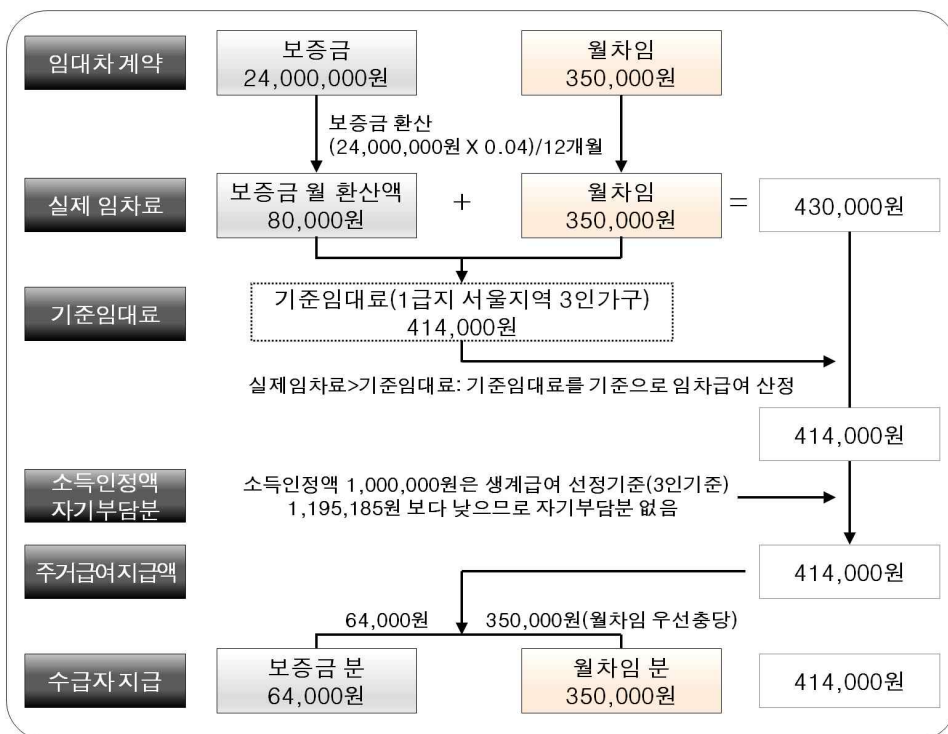 임대차 계약
보증금
24,000,000원
월차임
350,000원
보증금 환산
(24,000,000원 X 0.04)/12개월
실제 임차료
보증금 월 환산액
80,000원
+
월차임
350,000원
=
430,000원
기준임대료
기준임대료(1급지 서울지역 3인가구)
414,000원
실제임차료>기준임대료: 기준임대료를 기준으로 임차급여 산정
414,000원
소득인정액
자기부담분
소득인정액 1,000,000원은 생계급여 선정기준(3인기준)
1,195,185원 보다 낮으므로 자기부담분 없음
주거급여지급액
414,000원
64,000원
350,000원(월차임 우선충당)
수급자 지급
보증금 분
64,000원
월차임 분
350,000원
414,000원